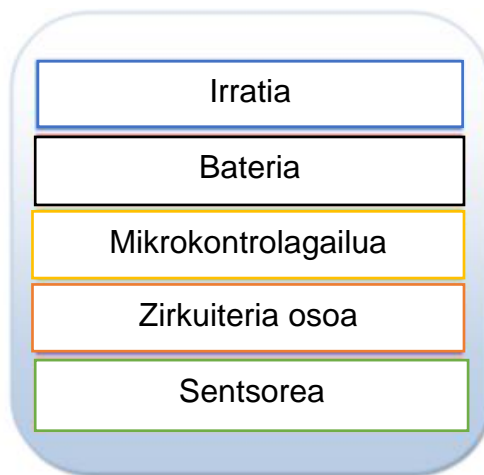 Irratia
Bateria
Mikrokontrolagailua
Zirkuiteria osoa
Sentsorea